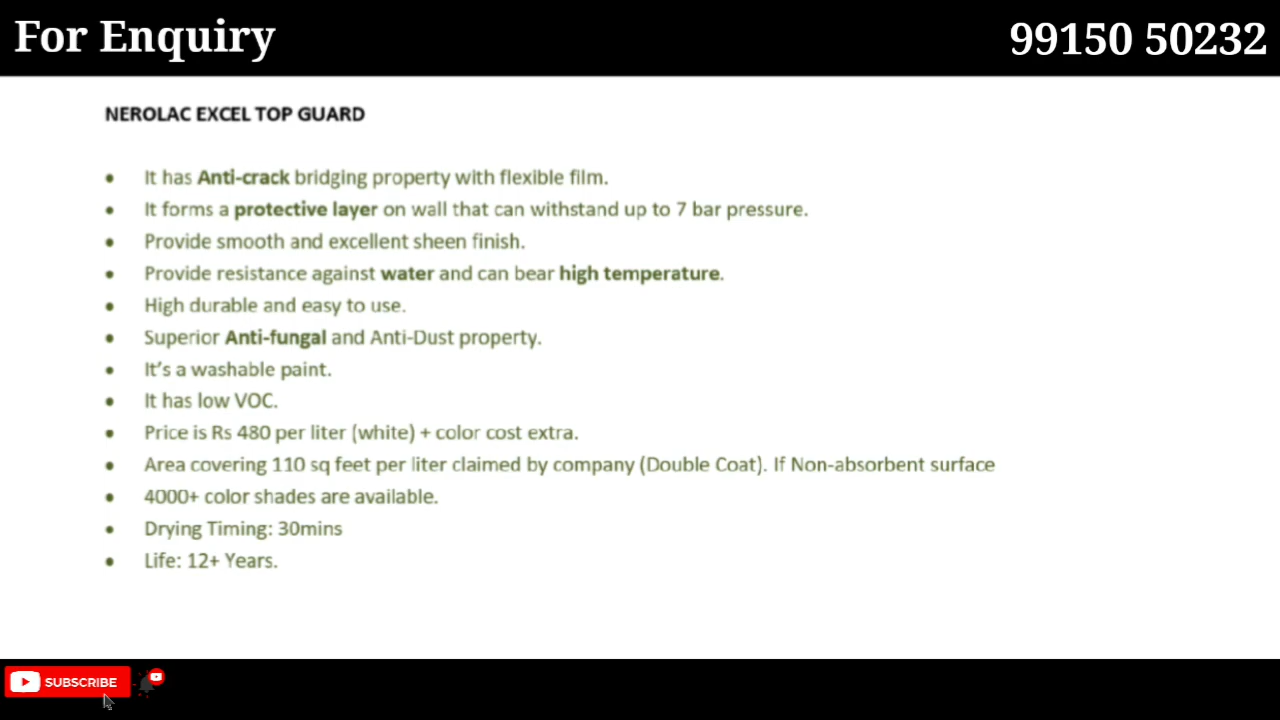 For Enquiry
99150 50232
NEROLAC EXCEL TOP GUARD
• It has Anti-crack bridging property with flexible film.
• It forms a protective layer on wall that can withstand up to 7 bar pressure.
• Provide smooth and excellent sheen finish.
• Provide resistance against water and can bear high temperature.
• High durable and easy to use.
• Superior Anti-fungal and Anti-Dust property.
• It's a washable paint.
• It has low VOC.
• Price is Rs 480 per liter (white) + color cost extra.
• Area covering 110 sq feet per liter claimed by company (Double Coat). If Non-absorbent surface
• 4000+ color shades are available.
• Drying Timing: 30mins
• Life: 12+ Years.
SUBSCRIBE